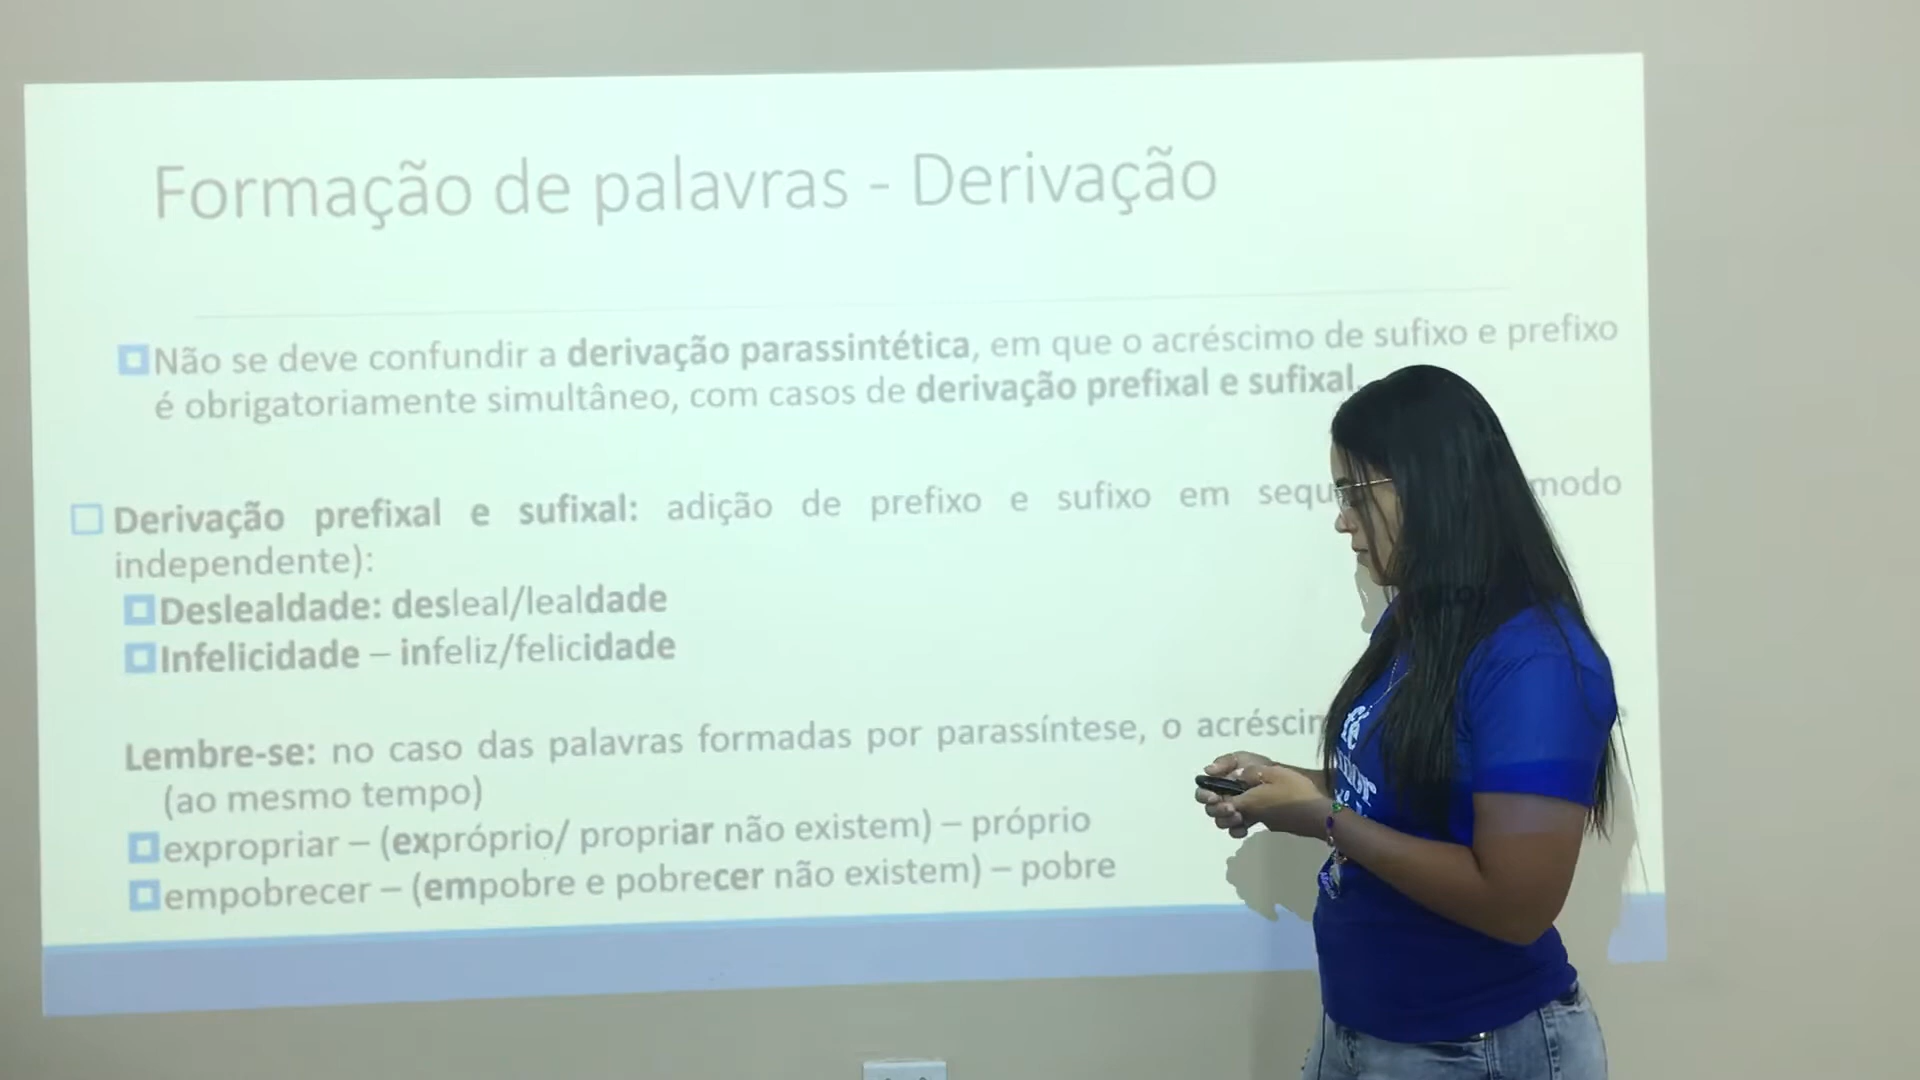 Formação de palavras - Derivação
Não se deve confundir a derivação parassintética, em que o acréscimo de sufixo e prefixo
é obrigatoriamente simultâneo, com casos de derivação prefixal e sufixal.
Derivação prefixal e sufixal: adição de prefixo e sufixo em modo
independente):
Deslealdade: desleal/lealdade
Infelicidade – infeliz/felicidade
Lembre-se: no caso das palavras formadas por parassíntese, o
(ao mesmo tempo)
expropriar – (expróprio/ propriar não existem) – próprio
empobrecer – (empobre e pobrecer não existem) – pobre
fé